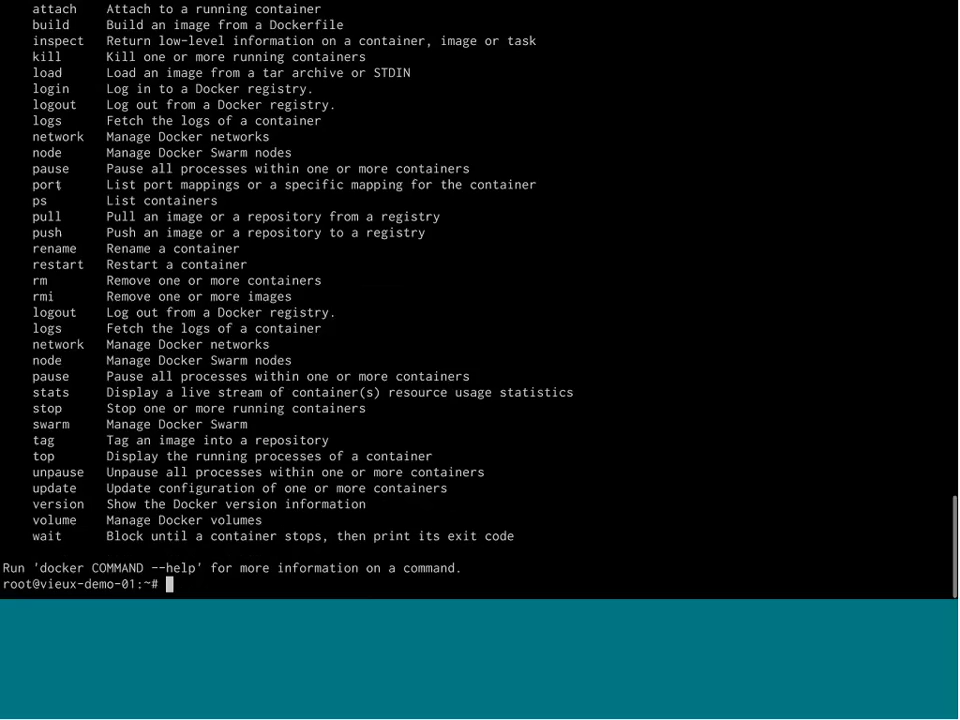 attach Attach to a running container
build Build an image from a Dockerfile
inspect Return low-level information on a container, image or task
kill Kill one or more running containers
load Load an image from a tar archive or STDIN
login Log in to a Docker registry.
logout Log out from a Docker registry.
logs Fetch the logs of a container
network Manage Docker networks
node Manage Docker Swarm nodes
pause Pause all processes within one or more containers
port List port mappings or a specific mapping for the container
ps List containers
pull Pull an image or a repository from a registry
push Push an image or a repository to a registry
rename Rename a container
restart Restart a container
rm Remove one or more containers
rmi Remove one or more images
logout Log out from a Docker registry.
logs Fetch the logs of a container
network Manage Docker networks
node Manage Docker Swarm nodes
pause Pause all processes within one or more containers
stats Display a live stream of container(s) resource usage statistics
stop Stop one or more running containers
swarm Manage Docker Swarm
tag Tag an image into a repository
top Display the running processes of a container
unpause Unpause all processes within one or more containers
update Update configuration of one or more containers
version Show the Docker version information
volume Manage Docker volumes
wait Block until a container stops, then print its exit code
Run 'docker COMMAND --help' for more information on a command.
root@vieux-demo-01:~#